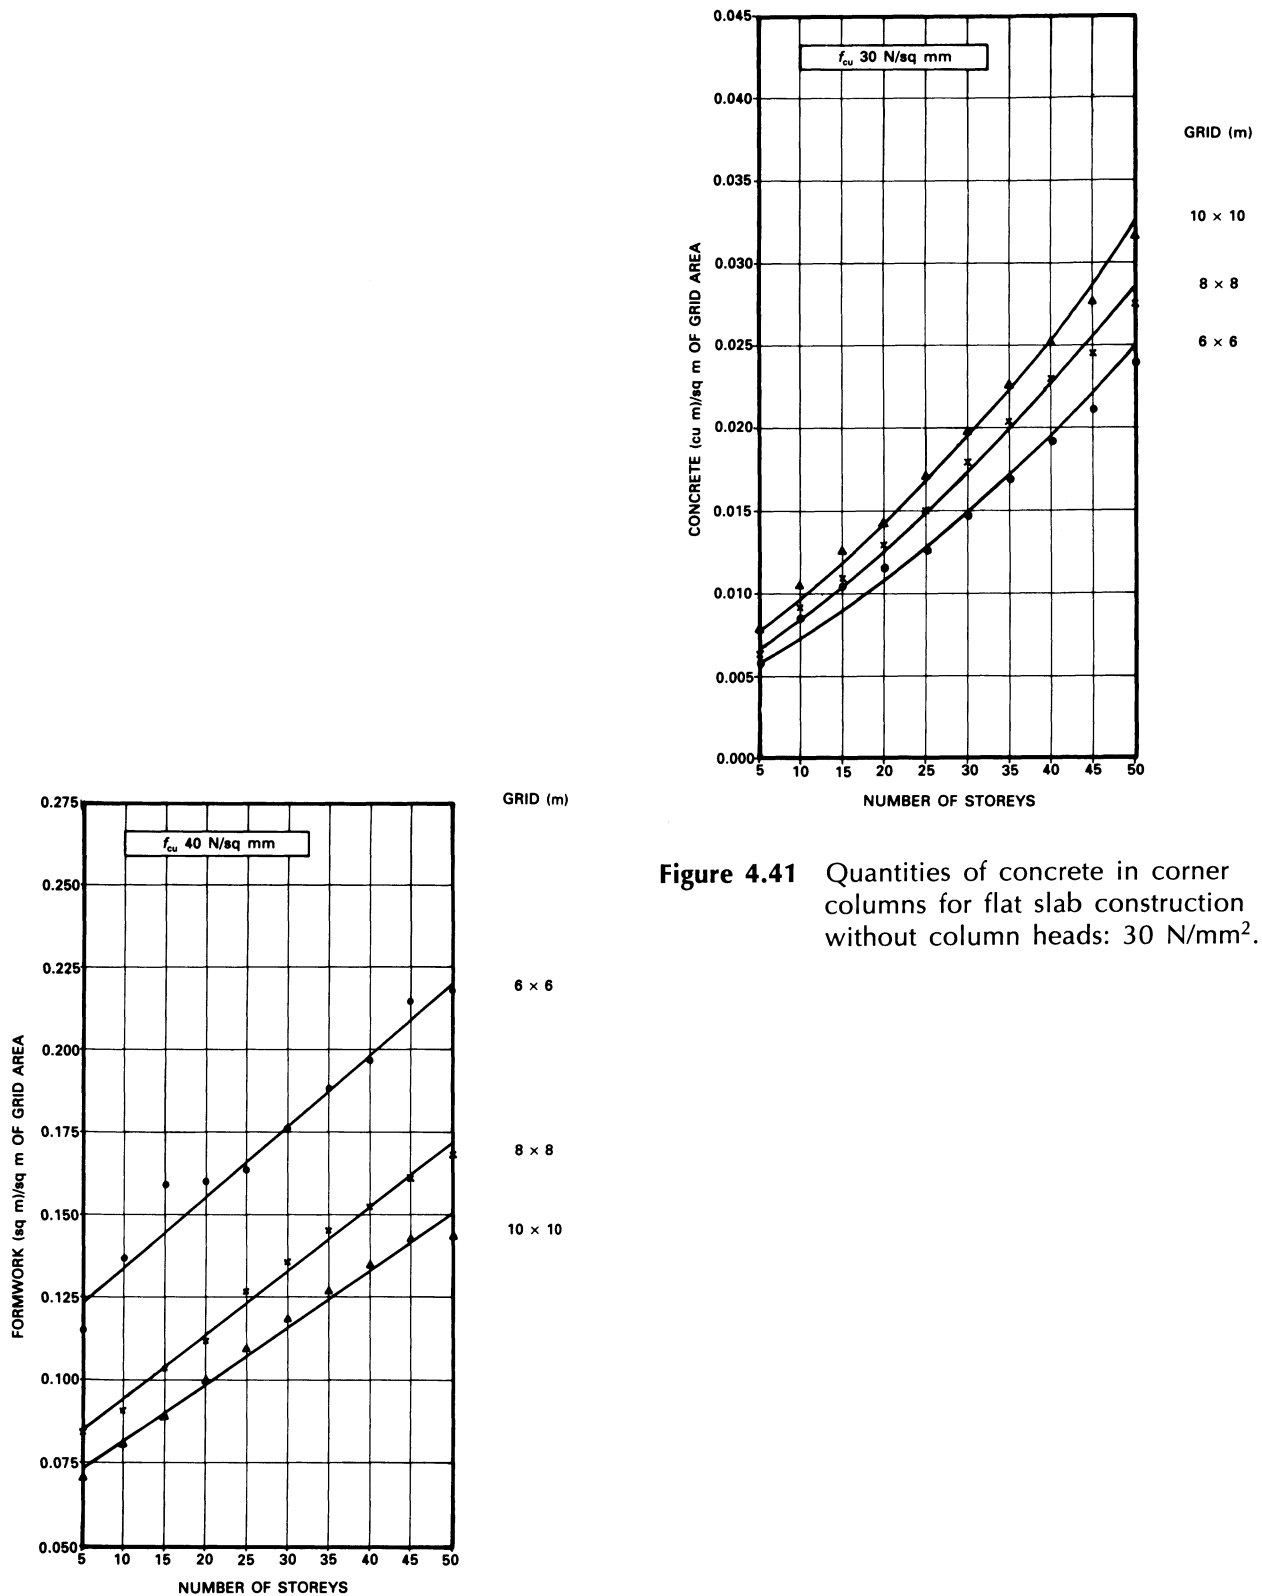 0.045
f_cu 30 N/sq mm
0.040
GRID (m)
0.035
10 × 10
0.030
8 × 8
0.025
6 × 6
0.020
0.015
0.010
0.005
0.000
CONCRETE (cu m)/sq m OF GRID AREA
5 10 15 20 25 30 35 40 45 50
NUMBER OF STOREYS
Figure 4.41 Quantities of concrete in corner
columns for flat slab construction
without column heads: 30 N/mm².
0.275
GRID (m)
f_cu 40 N/sq mm
0.250
0.225
6 × 6
0.200
0.175
8 × 8
0.150
10 × 10
0.125
0.100
0.075
0.050
FORMWORK (sq m)/sq m OF GRID AREA
5 10 15 20 25 30 35 40 45 50
NUMBER OF STOREYS